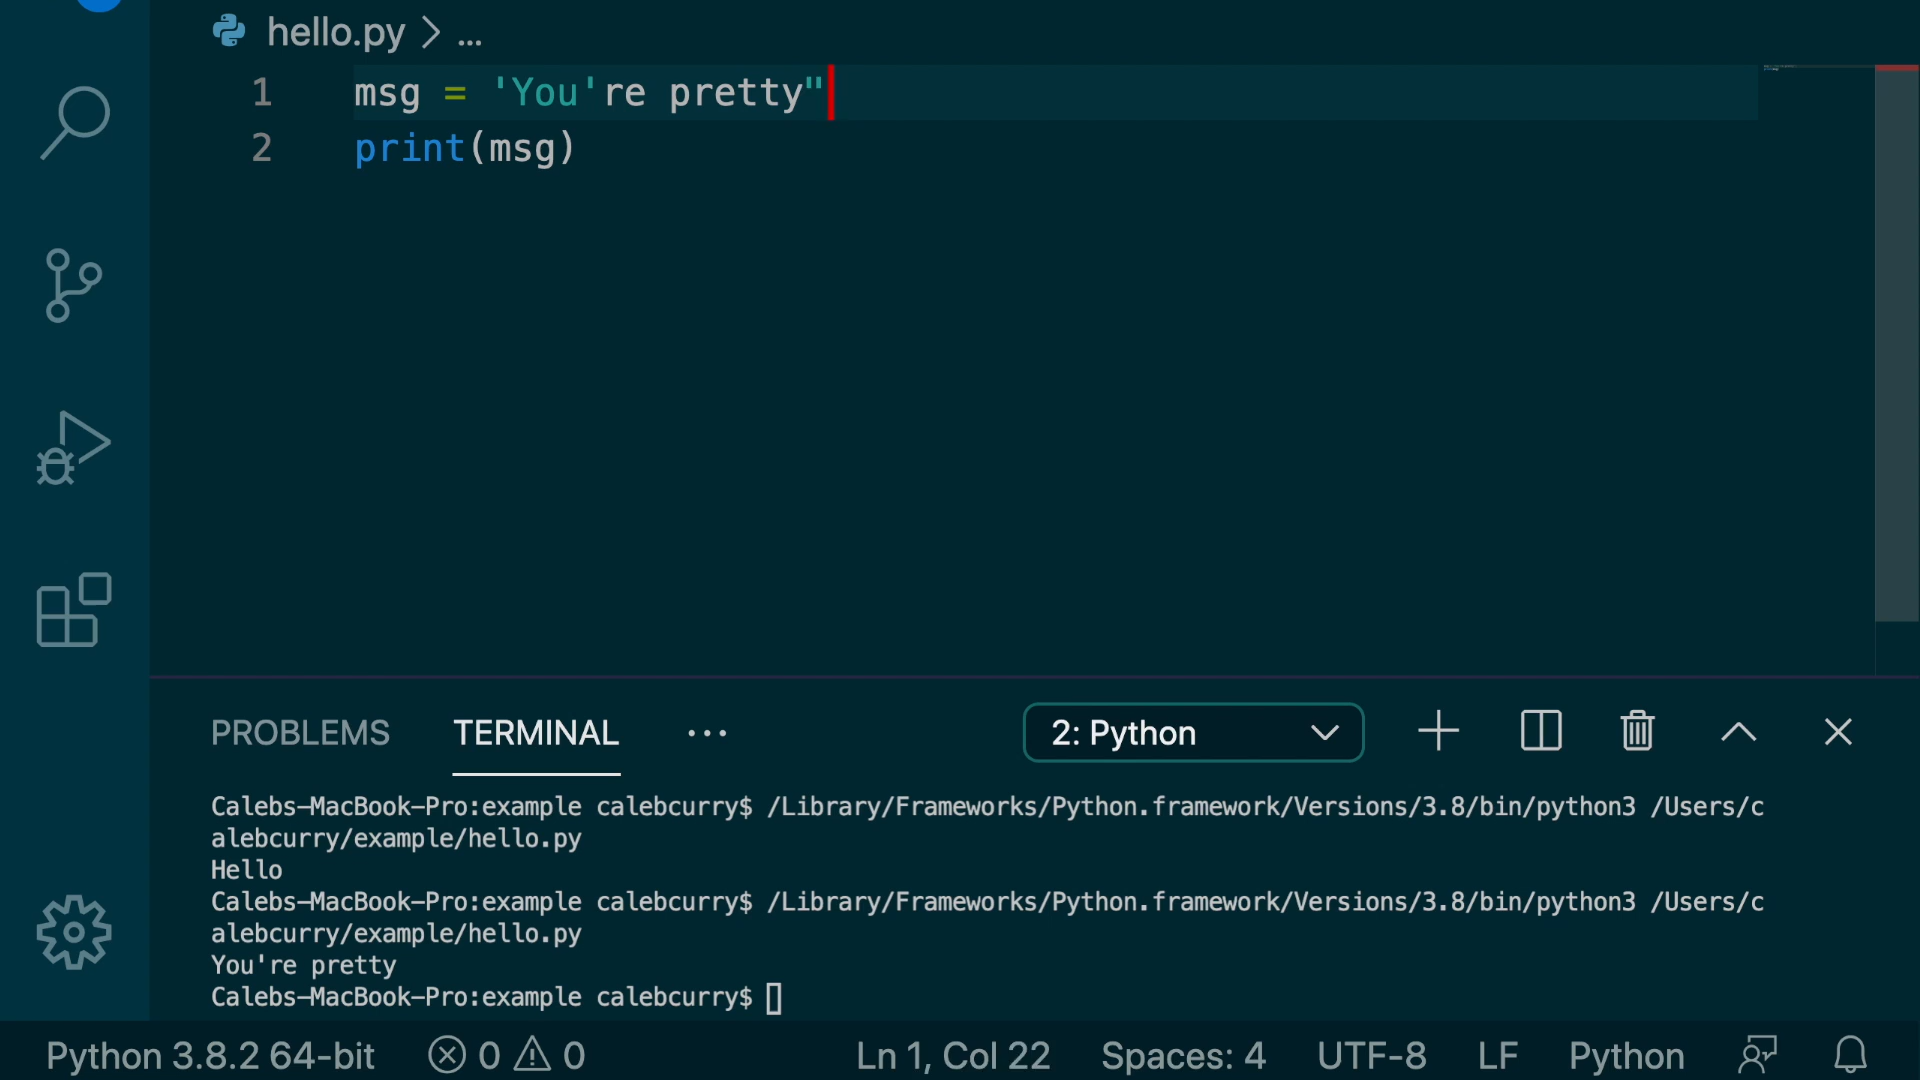 hello.py > ...
1 msg = 'You're pretty"
2 print(msg)
PROBLEMS TERMINAL ... 2: Python
Calebs-MacBook-Pro:example calebcurry$ /Library/Frameworks/Python.framework/Versions/3.8/bin/python3 /Users/c
alebcurry/example/hello.py
Hello
Calebs-MacBook-Pro:example calebcurry$ /Library/Frameworks/Python.framework/Versions/3.8/bin/python3 /Users/c
alebcurry/example/hello.py
You're pretty
Calebs-MacBook-Pro:example calebcurry$
Python 3.8.2 64-bit 0 0 Ln 1, Col 22 Spaces: 4 UTF-8 LF Python